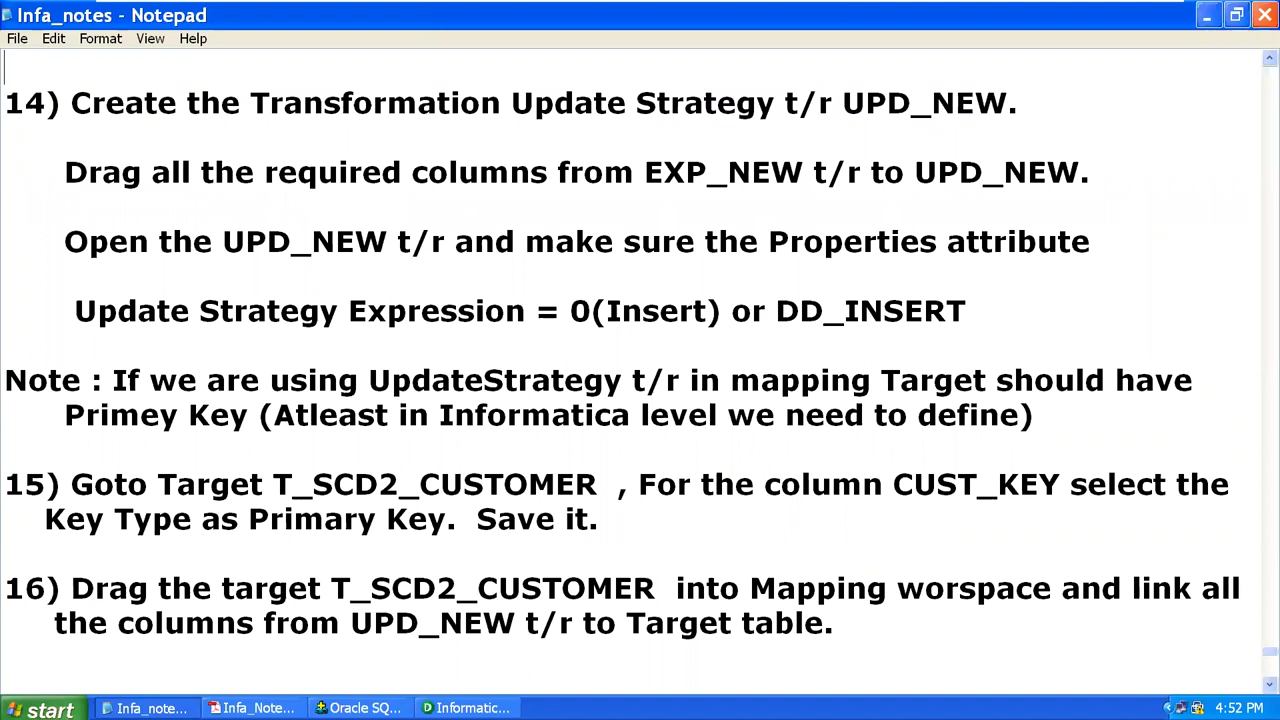 Infa_notes - Notepad
File Edit Format View Help
14) Create the Transformation Update Strategy t/r UPD_NEW.
Drag all the required columns from EXP_NEW t/r to UPD_NEW.
Open the UPD_NEW t/r and make sure the Properties attribute
Update Strategy Expression = 0(Insert) or DD_INSERT
Note : If we are using UpdateStrategy t/r in mapping Target should have
Primey Key (Atleast in Informatica level we need to define)
15) Goto Target T_SCD2_CUSTOMER , For the column CUST_KEY select the
Key Type as Primary Key. Save it.
16) Drag the target T_SCD2_CUSTOMER into Mapping worspace and link all
the columns from UPD_NEW t/r to Target table.
start Infa_note... Infa_Note... Oracle SQ... Informatic... 4:52 PM